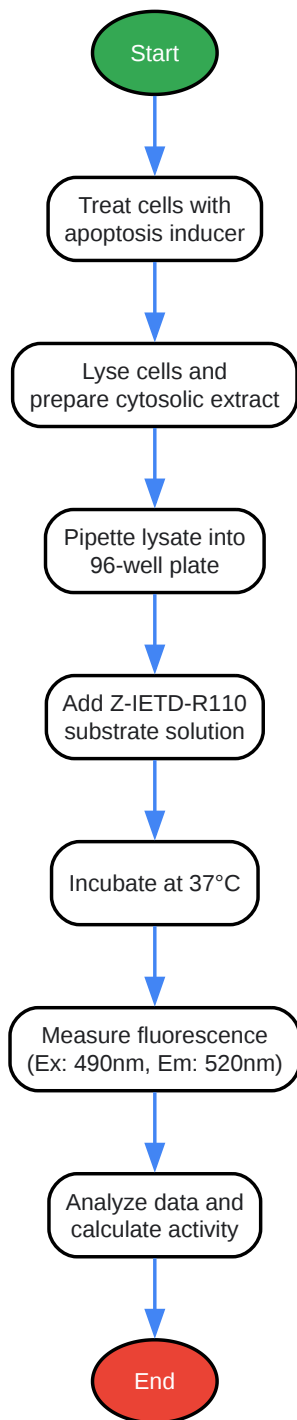 Start
Treat cells with
apoptosis inducer
Lyse cells and
prepare cytosolic extract
Pipette lysate into
96-well plate
Add Z-IETD-R110
substrate solution
Incubate at 37°C
Measure fluorescence
(Ex: 490nm, Em: 520nm)
Analyze data and
calculate activity
End